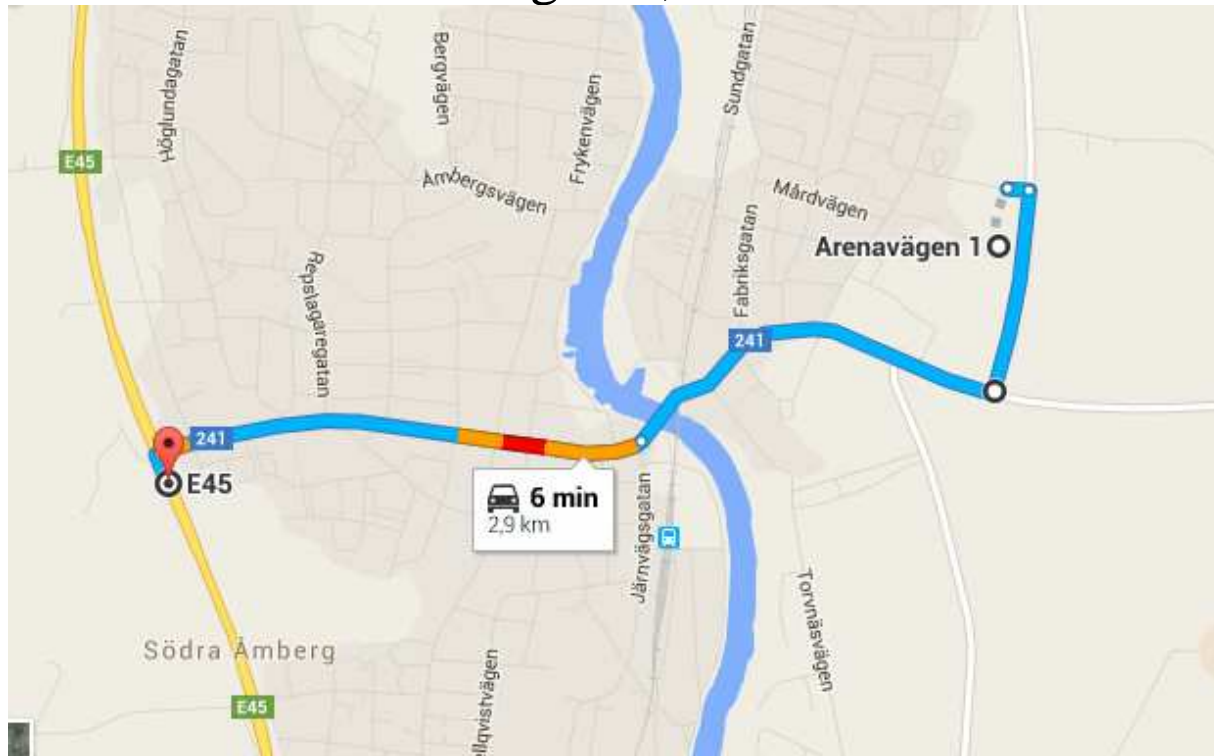 Höglundagatan
Bergvägen
Frykenvägen
Sundgatan
E45
Åmbergsvägen
Mårdvägen
Fabriksgatan
Arenavägen 1
Repslagaregatan
241
241
E45
6 min
2,9 km
Järnvägsgatan
Torvnäsvägen
Södra Åmberg
E45
llqvistvägen